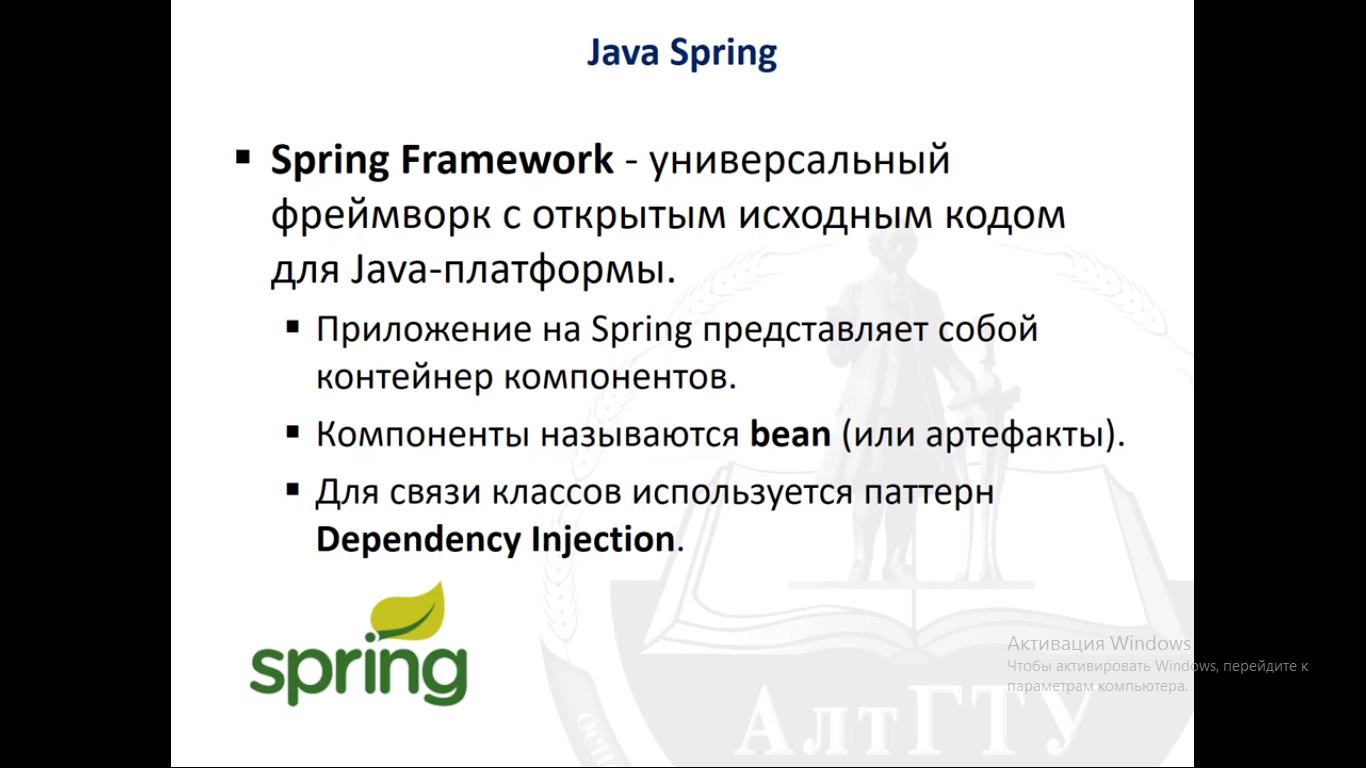 Java Spring
▪ Spring Framework - универсальный
фреймворк с открытым исходным кодом
для Java-платформы.
▪ Приложение на Spring представляет собой
контейнер компонентов.
▪ Компоненты называются bean (или артефакты).
▪ Для связи классов используется паттерн
Dependency Injection.
spring
Активация Windows
Чтобы активировать Windows, перейдите к
параметрам компьютера.
АлтГТУ